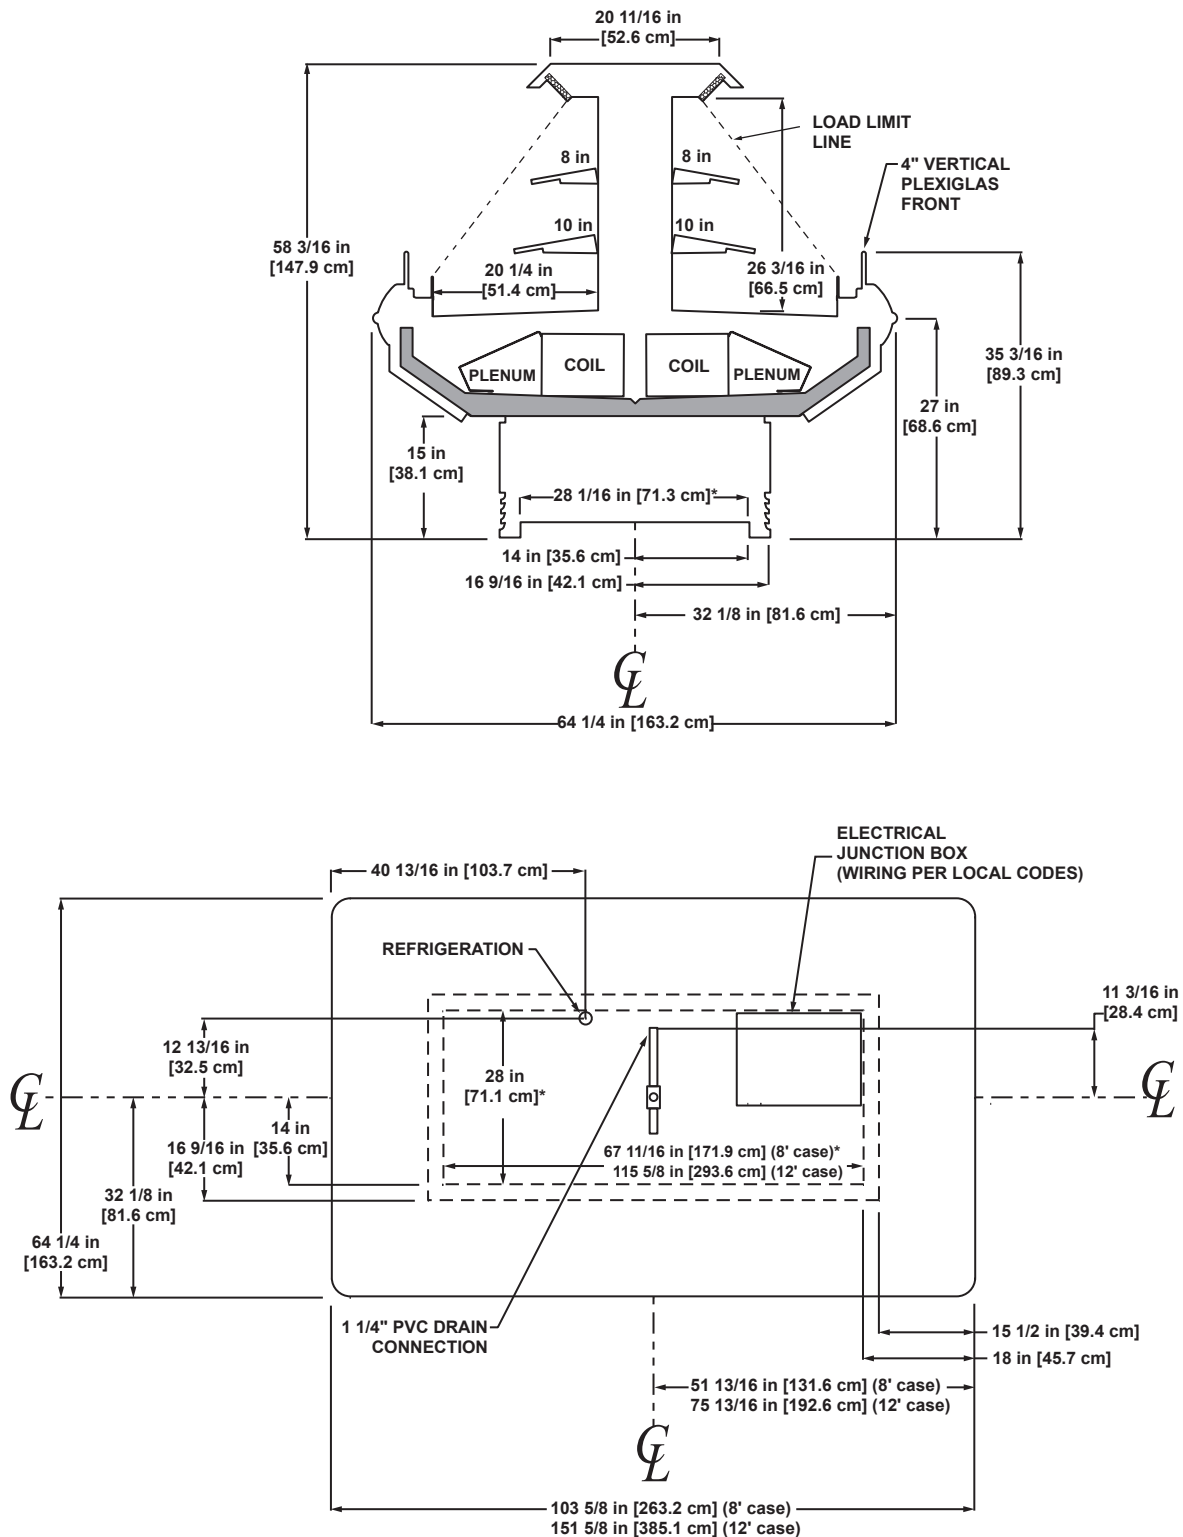 20 11/16 in
[52.6 cm]
LOAD LIMIT
LINE
8 in
8 in
4" VERTICAL
PLEXIGLAS
FRONT
10 in
10 in
58 3/16 in
[147.9 cm]
20 1/4 in
[51.4 cm]
26 3/16 in
[66.5 cm]
35 3/16 in
[89.3 cm]
PLENUM
COIL
COIL
PLENUM
27 in
[68.6 cm]
15 in
[38.1 cm]
28 1/16 in [71.3 cm]*
14 in [35.6 cm]
16 9/16 in [42.1 cm]
32 1/8 in [81.6 cm]
CL
64 1/4 in [163.2 cm]
ELECTRICAL
JUNCTION BOX
(WIRING PER LOCAL CODES)
40 13/16 in [103.7 cm]
REFRIGERATION
11 3/16 in
[28.4 cm]
12 13/16 in
[32.5 cm]
28 in
[71.1 cm]*
CL
CL
14 in
[35.6 cm]
16 9/16 in
[42.1 cm]
67 11/16 in [171.9 cm] (8' case)*
115 5/8 in [293.6 cm] (12' case)
32 1/8 in
[81.6 cm]
64 1/4 in
[163.2 cm]
1 1/4" PVC DRAIN
CONNECTION
15 1/2 in [39.4 cm]
18 in [45.7 cm]
51 13/16 in [131.6 cm] (8' case)
75 13/16 in [192.6 cm] (12' case)
CL
103 5/8 in [263.2 cm] (8' case)
151 5/8 in [385.1 cm] (12' case)